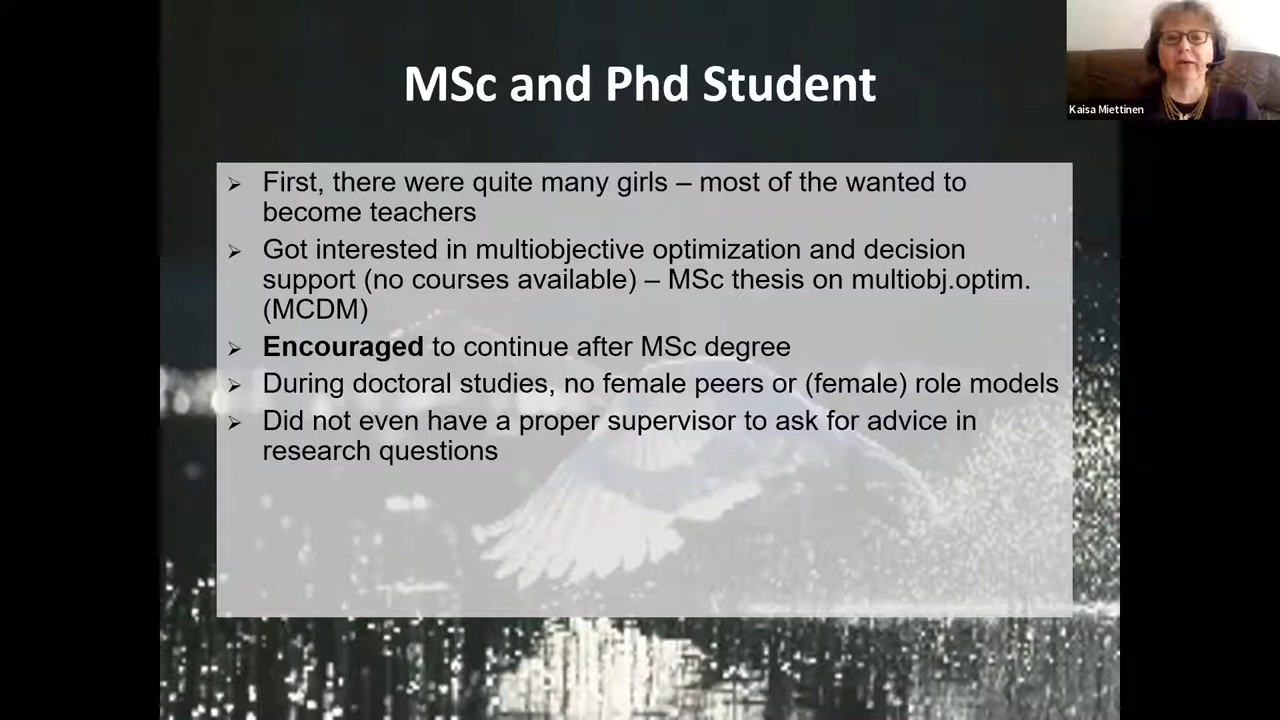 MSc and Phd Student
Kaisa Miettinen
➢ First, there were quite many girls – most of the wanted to
become teachers
➢ Got interested in multiobjective optimization and decision
support (no courses available) – MSc thesis on multiobj.optim.
(MCDM)
➢ Encouraged to continue after MSc degree
➢ During doctoral studies, no female peers or (female) role models
➢ Did not even have a proper supervisor to ask for advice in
research questions